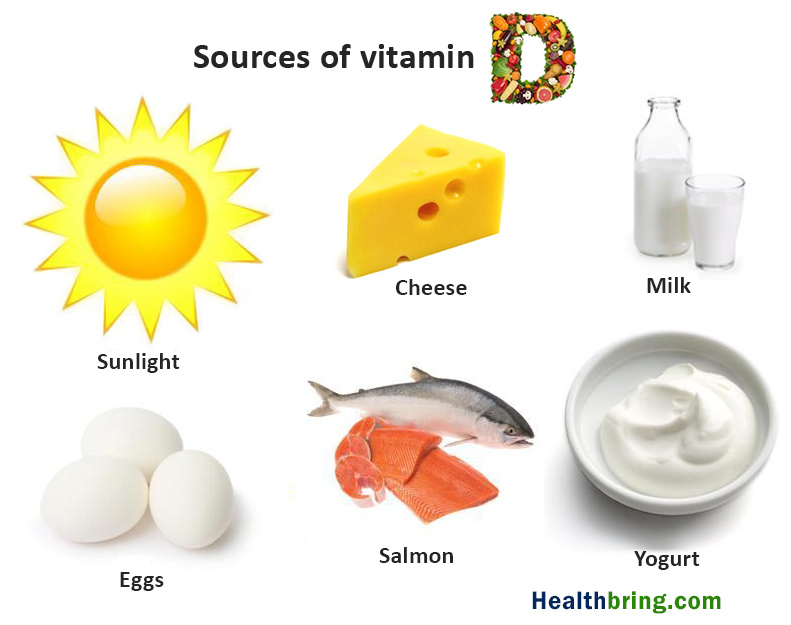 Sources of vitamin D
Cheese
Milk
Sunlight
Salmon
Yogurt
Eggs
Healthbring.com